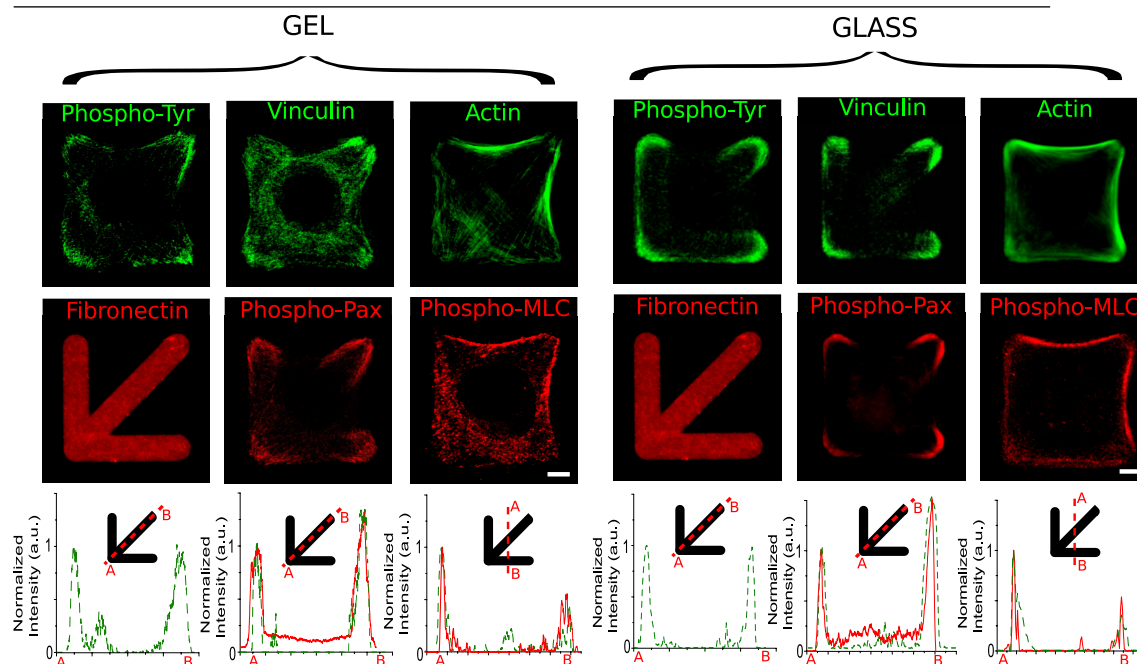 GEL
GLASS
Phospho-Tyr Vinculin Actin
Phospho-Tyr Vinculin Actin
Fibronectin Phospho-Pax Phospho-MLC
Fibronectin Phospho-Pax Phospho-MLC
Normalized
Intensity (a.u.)
1
0
A
B
A
B
Normalized
Intensity (a.u.)
1
0
A
B
A
B
Normalized
Intensity (a.u.)
1
0
A
B
A
B
Normalized
Intensity (a.u.)
1
0
A
B
A
B
Normalized
Intensity (a.u.)
1
0
A
B
A
B
Normalized
Intensity (a.u.)
1
0
A
B
A
B